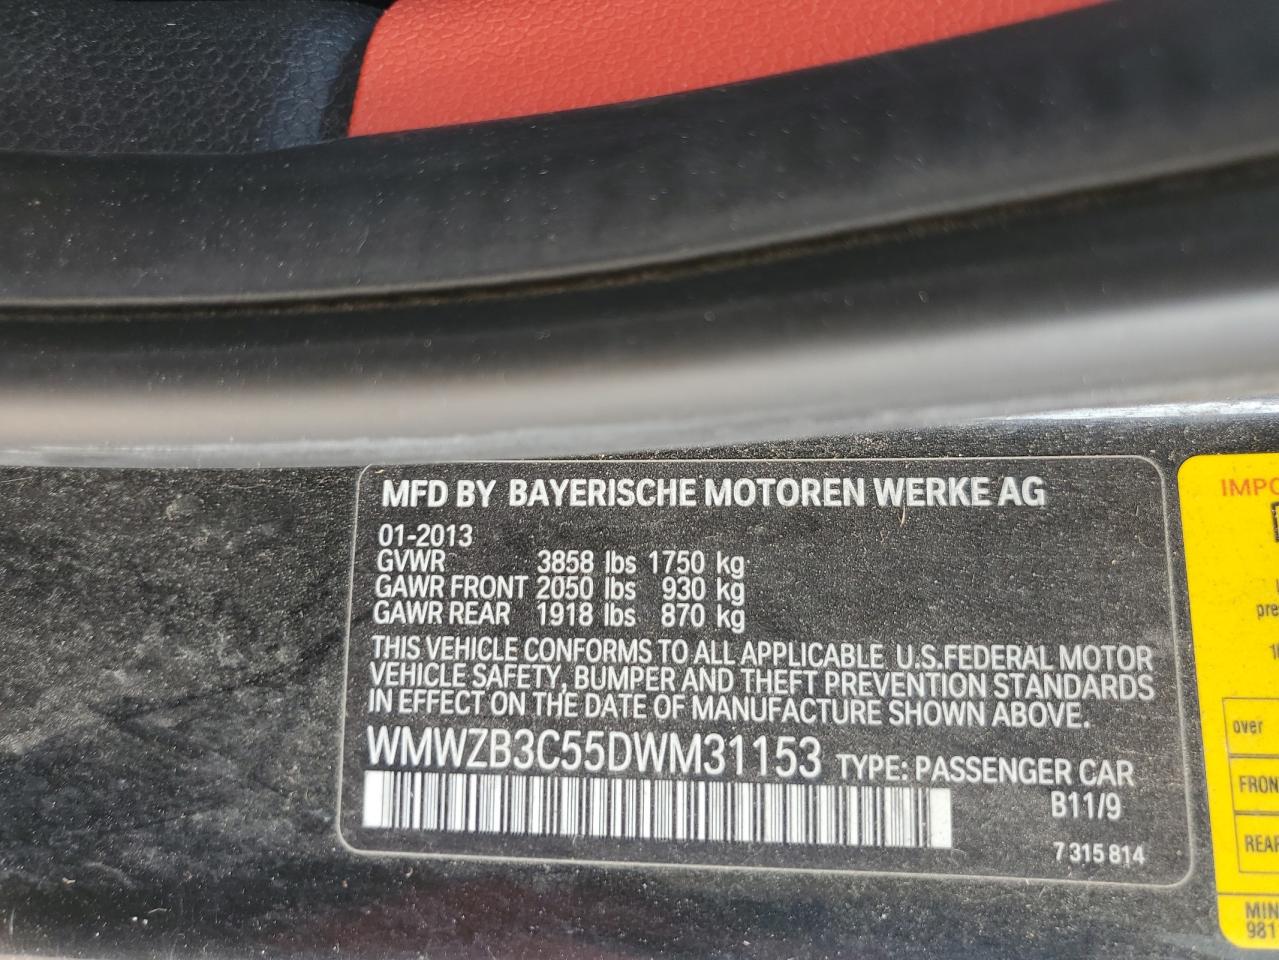 MFD BY BAYERISCHE MOTOREN WERKE AG
01-2013
GVWR 3858 lbs 1750 kg
GAWR FRONT 2050 lbs 930 kg
GAWR REAR 1918 lbs 870 kg
THIS VEHICLE CONFORMS TO ALL APPLICABLE U.S.FEDERAL MOTOR
VEHICLE SAFETY, BUMPER AND THEFT PREVENTION STANDARDS
IN EFFECT ON THE DATE OF MANUFACTURE SHOWN ABOVE.
WMWZB3C55DWM31153 TYPE: PASSENGER CAR
B11/9
7 315 814
over
MIN